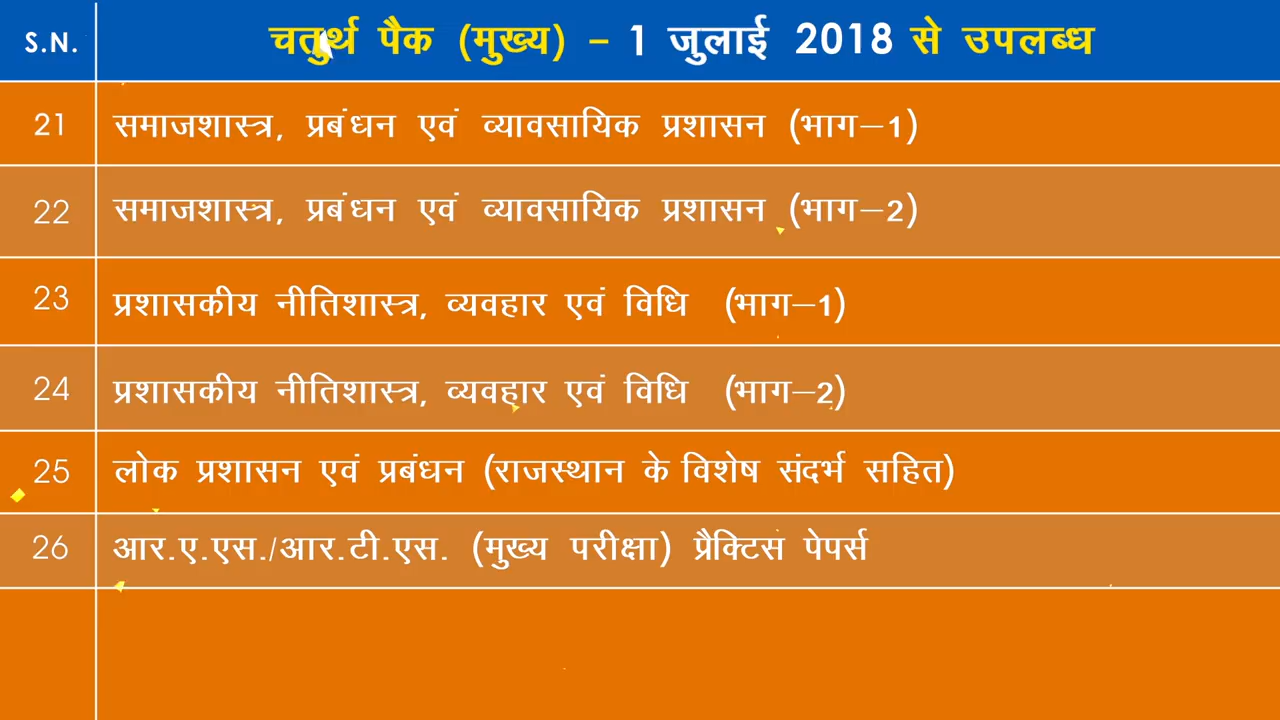 S.N. चतुर्थ पैक (मुख्य) – 1 जुलाई 2018 से उपलब्ध
21 समाजशास्त्र, प्रबंधन एवं व्यावसायिक प्रशासन (भाग–1)
22 समाजशास्त्र, प्रबंधन एवं व्यावसायिक प्रशासन (भाग–2)
23 प्रशासकीय नीतिशास्त्र, व्यवहार एवं विधि (भाग–1)
24 प्रशासकीय नीतिशास्त्र, व्यवहार एवं विधि (भाग–2)
25 लोक प्रशासन एवं प्रबंधन (राजस्थान के विशेष संदर्भ सहित)
26 आर.ए.एस./आर.टी.एस. (मुख्य परीक्षा) प्रैक्टिस पेपर्स